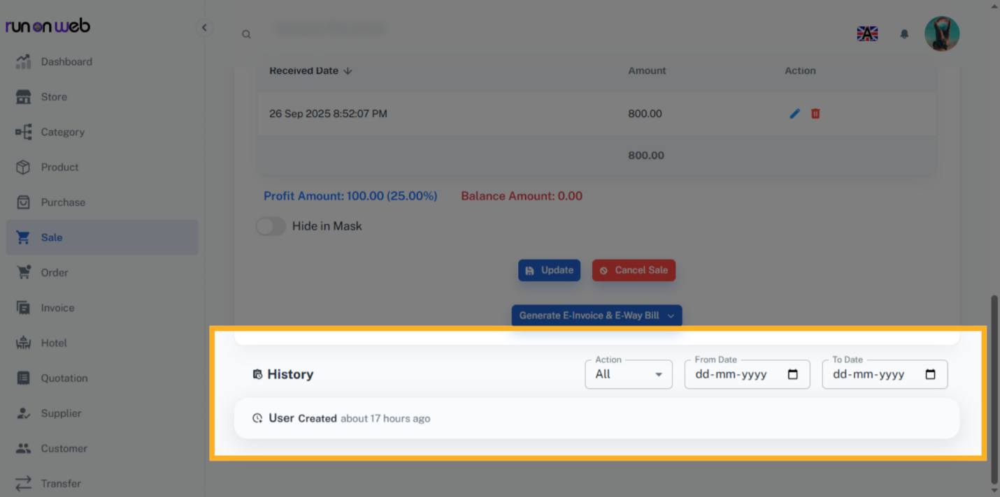 run on web
Dashboard
Store
Category
Product
Purchase
Sale
Order
Invoice
Hotel
Quotation
Supplier
Customer
Transfer
A
Received Date Amount Action
26 Sep 2025 8:52:07 PM 800.00
800.00
Profit Amount: 100.00 (25.00%) Balance Amount: 0.00
Hide in Mask
Update Cancel Sale
Generate E-Invoice & E-Way Bill
History
Action
All
From Date
dd-mm-yyyy
To Date
dd-mm-yyyy
User Created about 17 hours ago